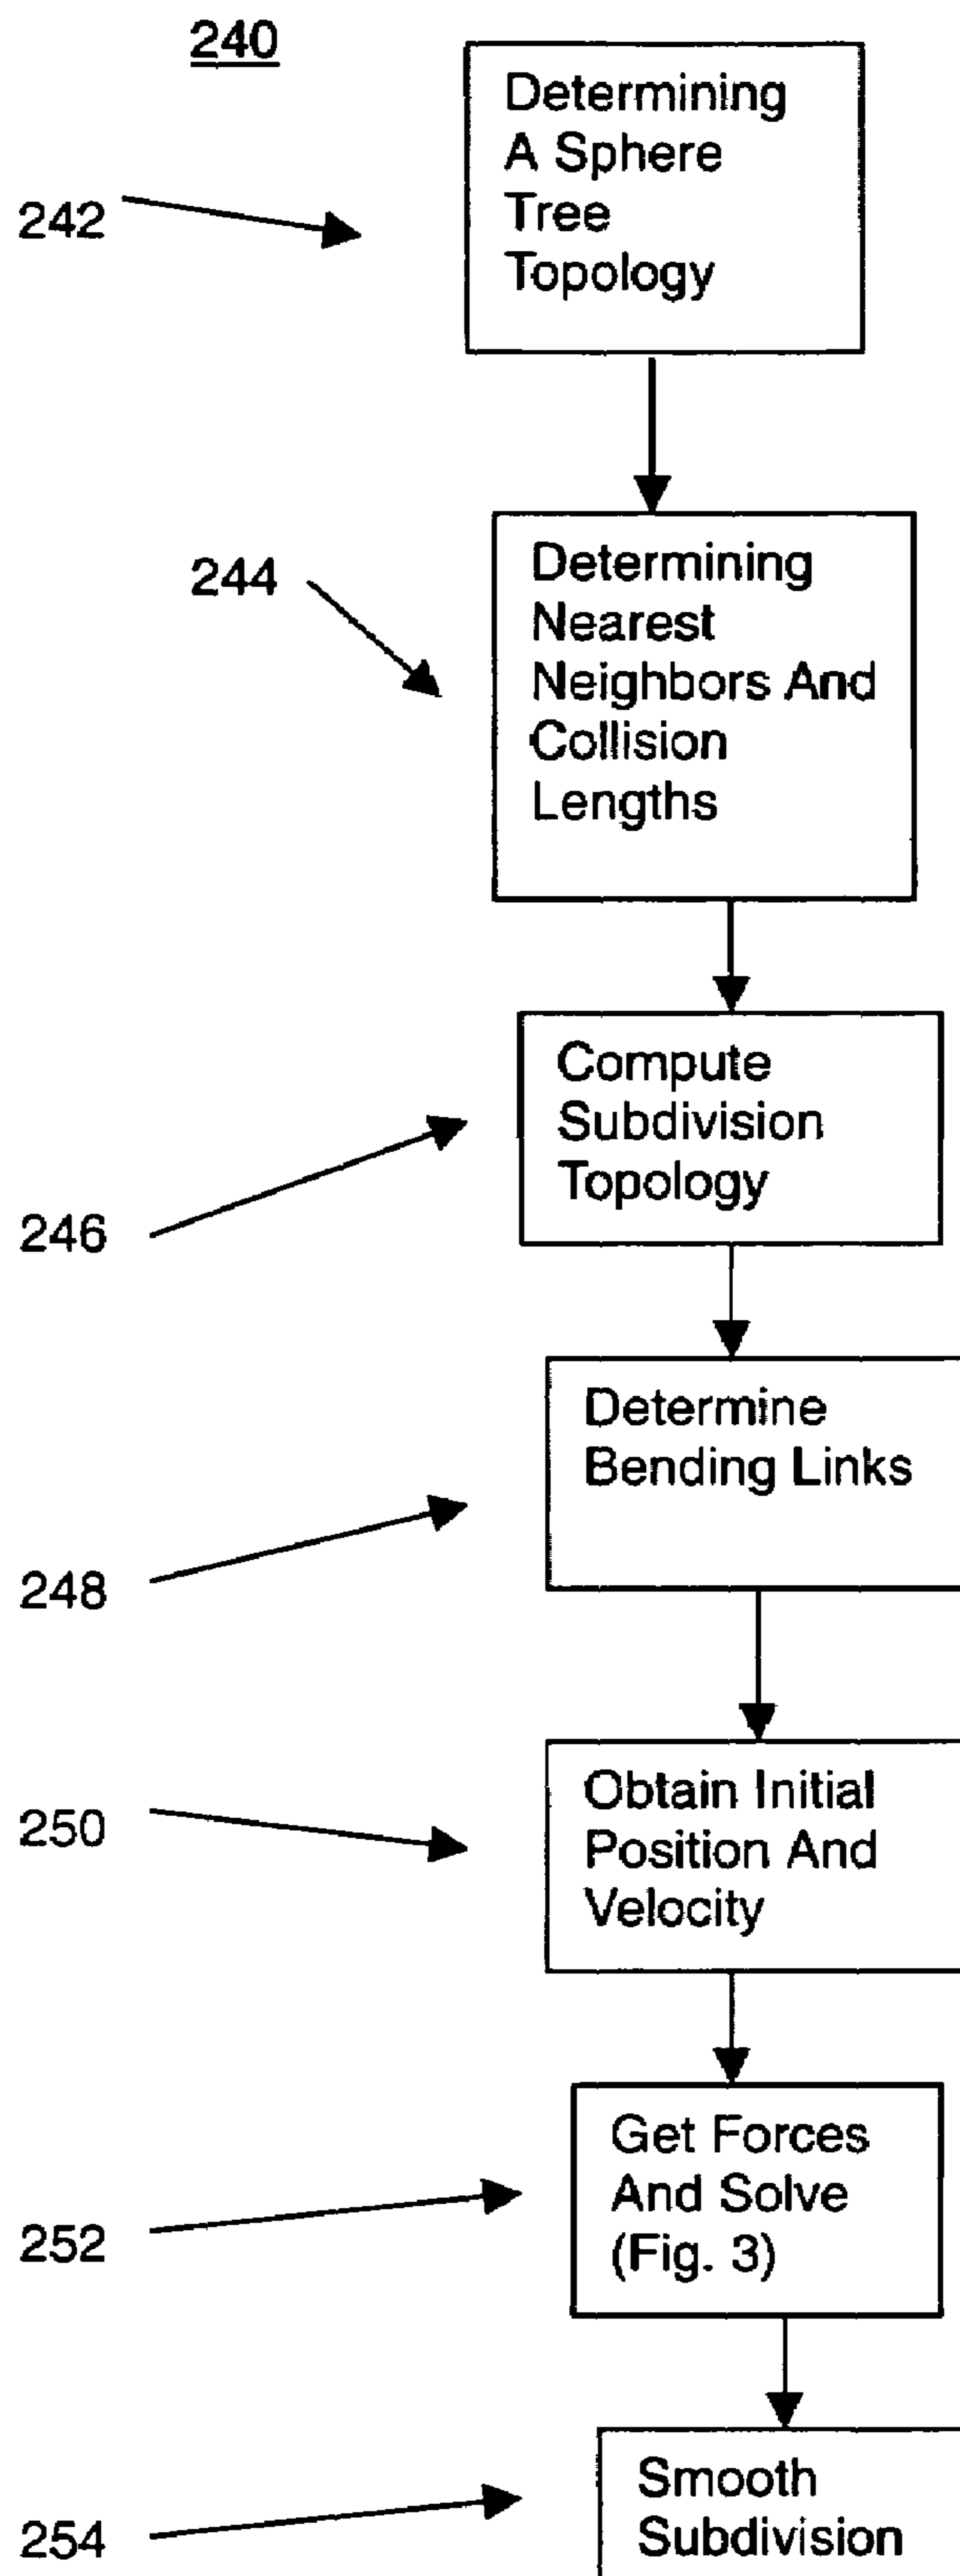 240
Determining
A Sphere
Tree
Topology
242
Determining
Nearest
Neighbors And
Collision
Lengths
244
Compute
Subdivision
Topology
246
Determine
Bending Links
248
Obtain Initial
Position And
Velocity
250
Get Forces
And Solve
(Fig. 3)
252
Smooth
Subdivision
254